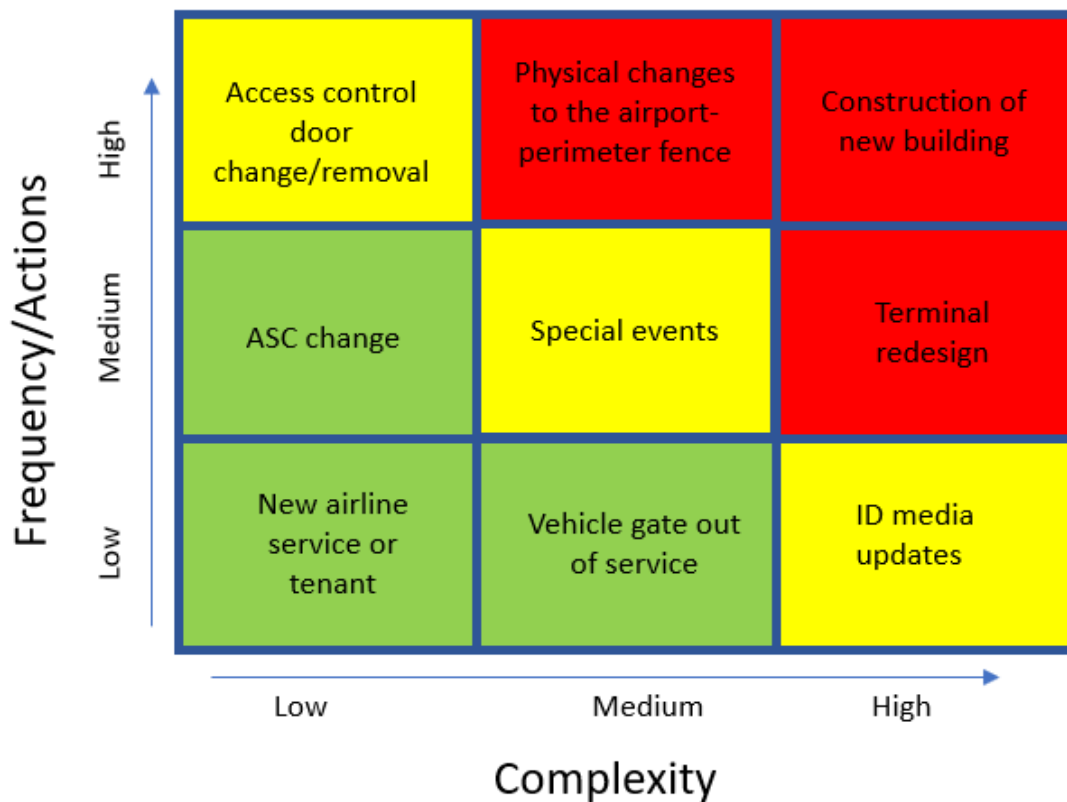 Frequency/Actions
High
Medium
Low
Access control
door
change/removal
Physical changes
to the airport-
perimeter fence
Construction of
new building
ASC change
Special events
Terminal
redesign
New airline
service or
tenant
Vehicle gate out
of service
ID media
updates
Low
Medium
High
Complexity